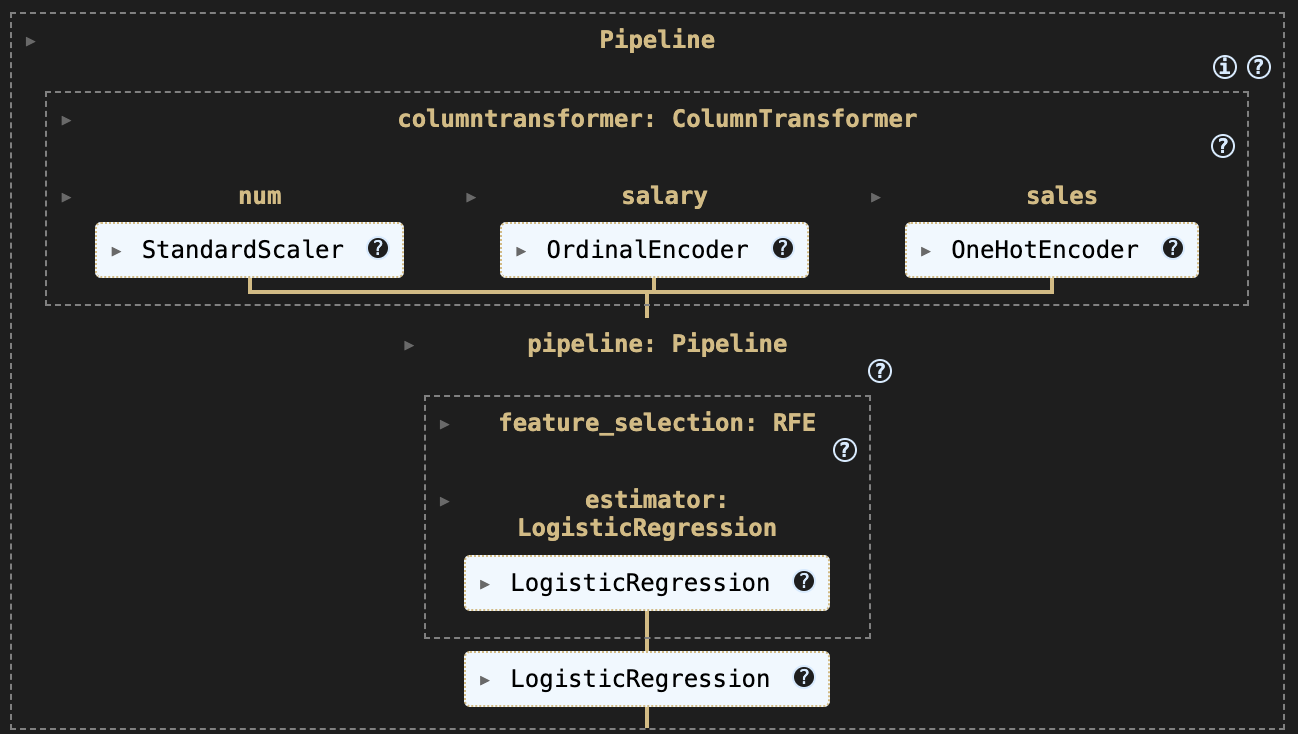 Pipeline
i ?
columntransformer: ColumnTransformer
?
num salary sales
StandardScaler ? OrdinalEncoder ? OneHotEncoder ?
pipeline: Pipeline
?
feature_selection: RFE
?
estimator:
LogisticRegression
LogisticRegression ?
LogisticRegression ?